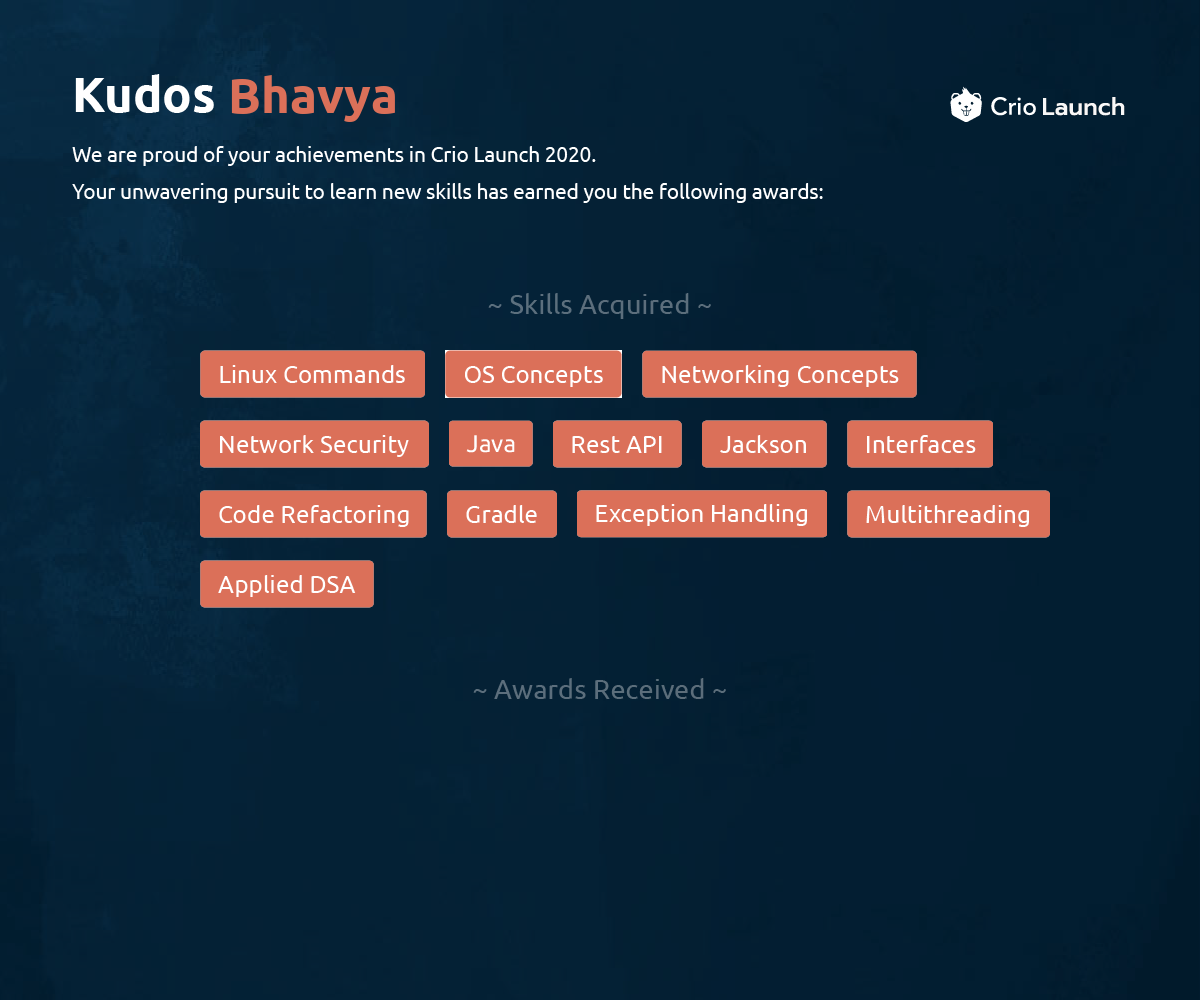 Kudos Bhavya
Crio Launch
We are proud of your achievements in Crio Launch 2020.
Your unwavering pursuit to learn new skills has earned you the following awards:
~ Skills Acquired ~
Linux Commands OS Concepts Networking Concepts
Network Security Java Rest API Jackson Interfaces
Code Refactoring Gradle Exception Handling Multithreading
Applied DSA
~ Awards Received ~